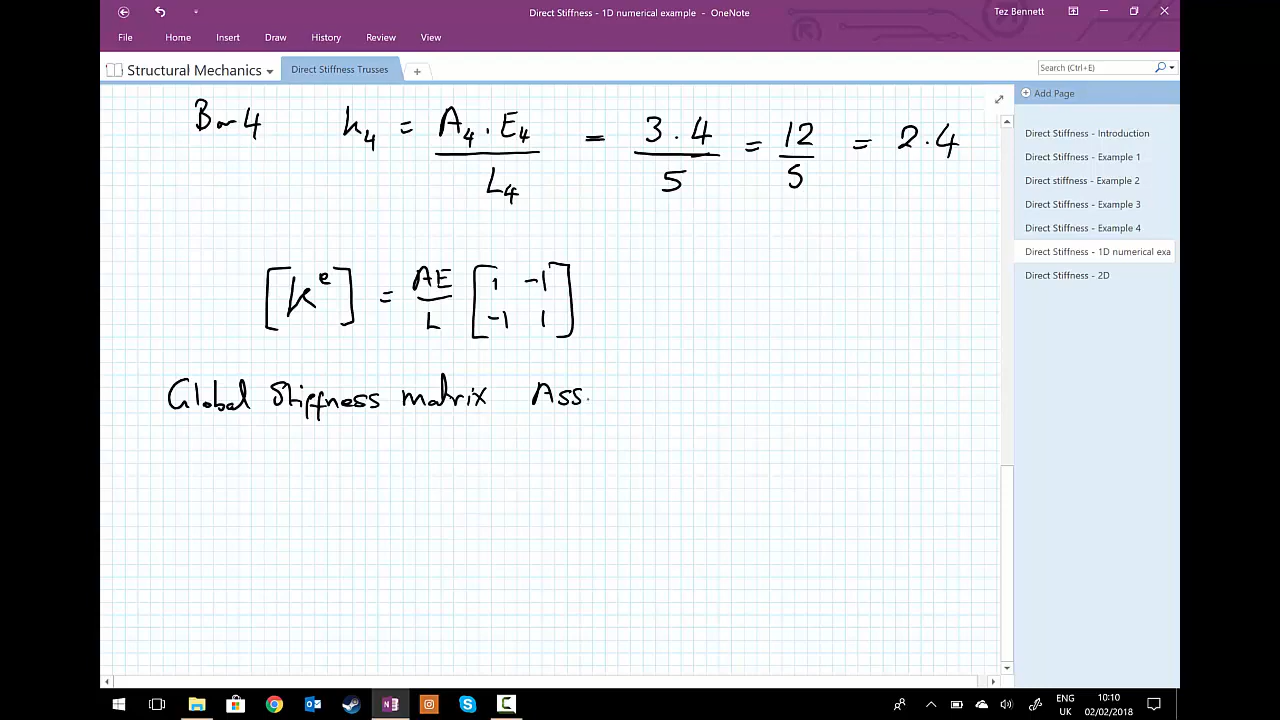 Direct Stiffness - 1D numerical example - OneNote
Tez Bennett
File Home Insert Draw History Review View
Structural Mechanics
Direct Stiffness Trusses
Search (Ctrl+E)
Add Page
Direct Stiffness - Introduction
Direct Stiffness - Example 1
Direct stiffness - Example 2
Direct Stiffness - Example 3
Direct Stiffness - Example 4
Direct Stiffness - 1D numerical exa
Direct Stiffness - 2D
Bar 4 k₄ = A₄ . E₄ / L₄ = 3 . 4 / 5 = 12 / 5 = 2.4
[kᵉ] = AE / L [1 -1
-1 1]
Global Stiffness matrix Ass
ENG 10:10
UK 02/02/2018